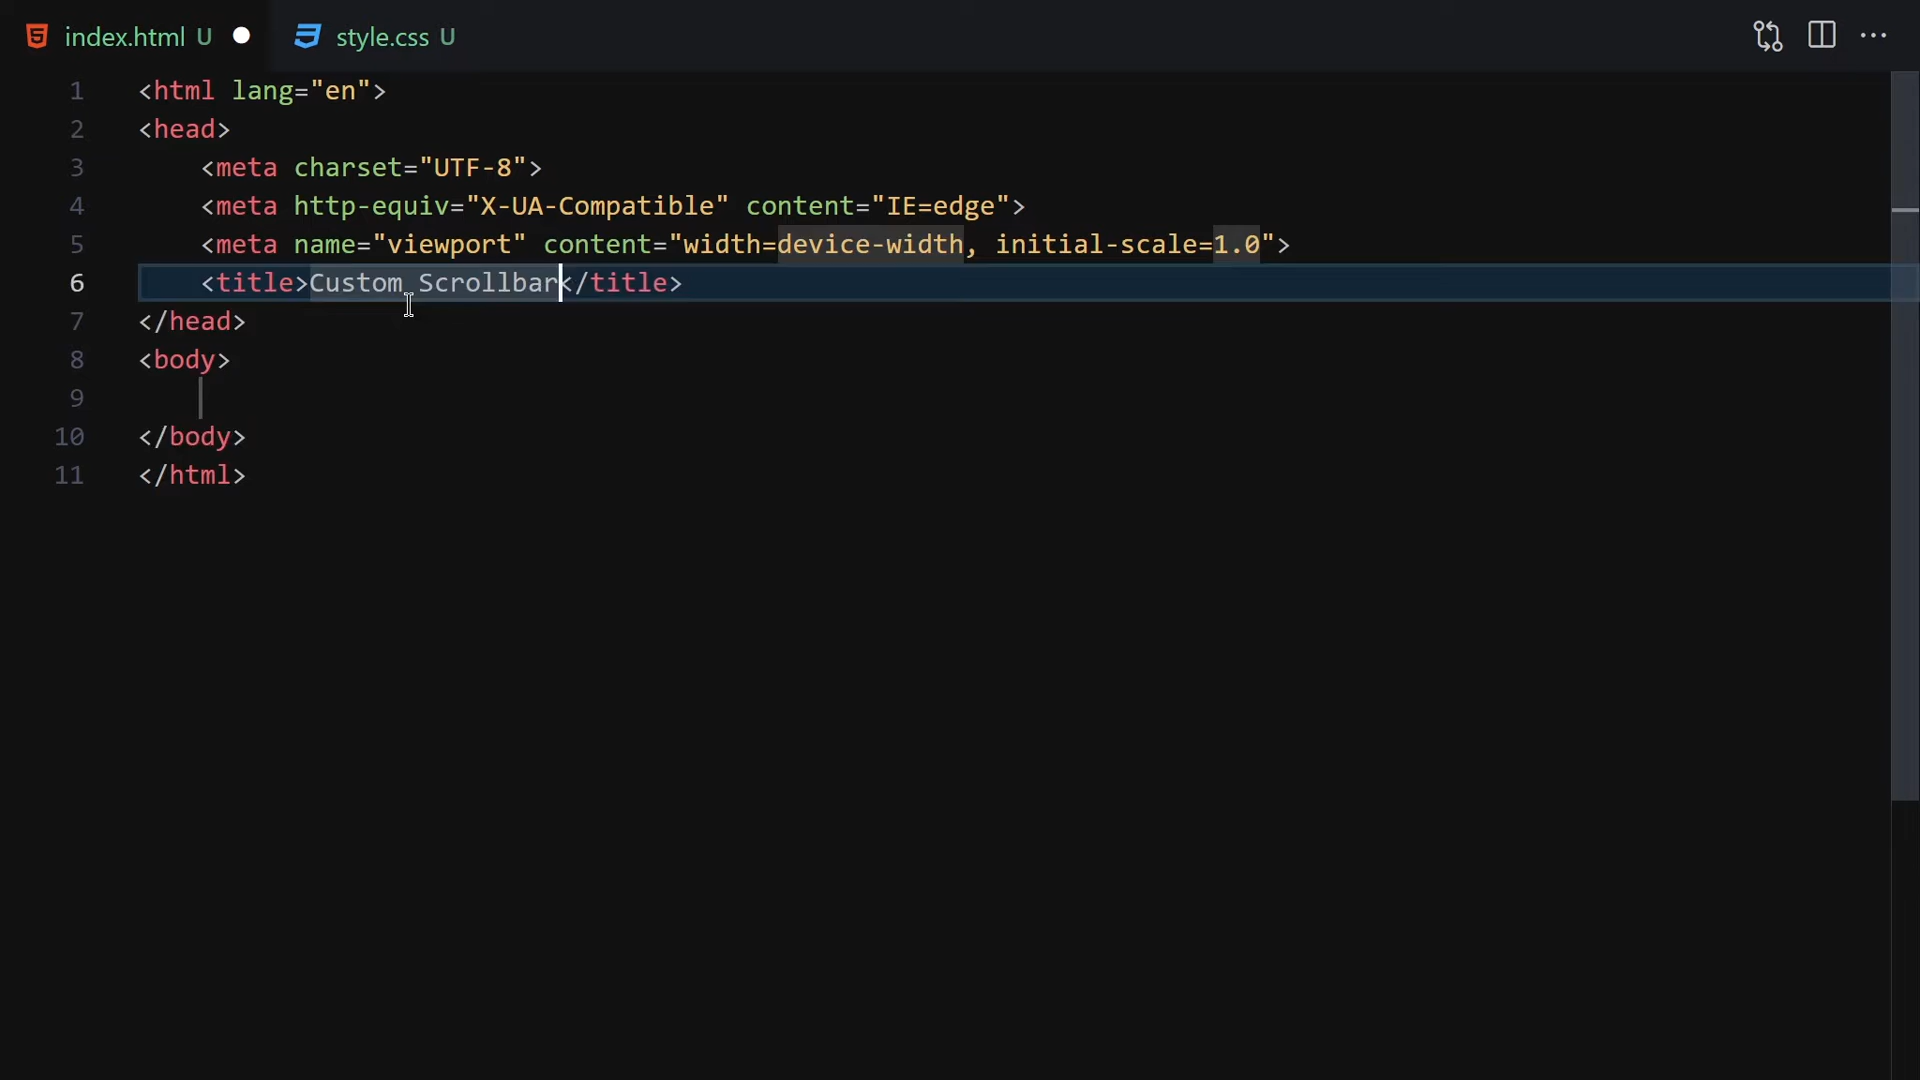 index.html U style.css U
1 <html lang="en">
2 <head>
3 <meta charset="UTF-8">
4 <meta http-equiv="X-UA-Compatible" content="IE=edge">
5 <meta name="viewport" content="width=device-width, initial-scale=1.0">
6 <title>Custom Scrollbar</title>
7 </head>
8 <body>
9
10 </body>
11 </html>